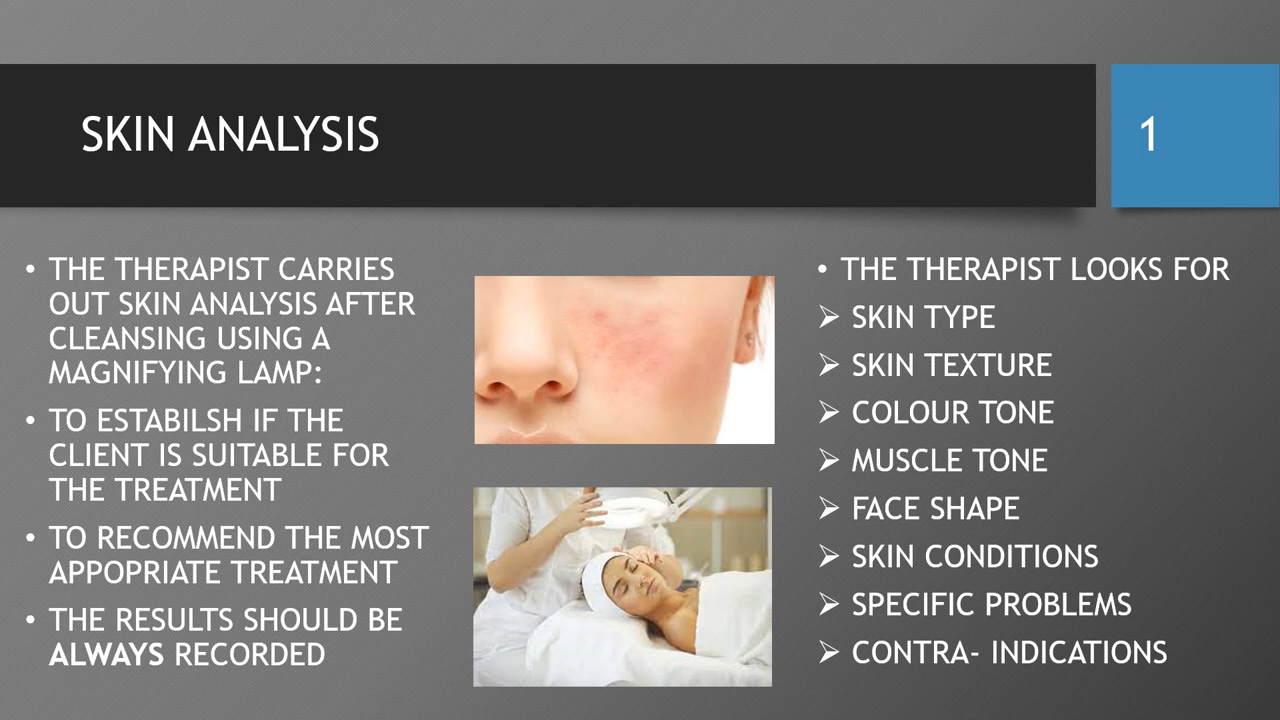 SKIN ANALYSIS
1
• THE THERAPIST CARRIES
OUT SKIN ANALYSIS AFTER
CLEANSING USING A
MAGNIFYING LAMP:
• TO ESTABILSH IF THE
CLIENT IS SUITABLE FOR
THE TREATMENT
• TO RECOMMEND THE MOST
APPOPRIATE TREATMENT
• THE RESULTS SHOULD BE
ALWAYS RECORDED
• THE THERAPIST LOOKS FOR
➢ SKIN TYPE
➢ SKIN TEXTURE
➢ COLOUR TONE
➢ MUSCLE TONE
➢ FACE SHAPE
➢ SKIN CONDITIONS
➢ SPECIFIC PROBLEMS
➢ CONTRA- INDICATIONS